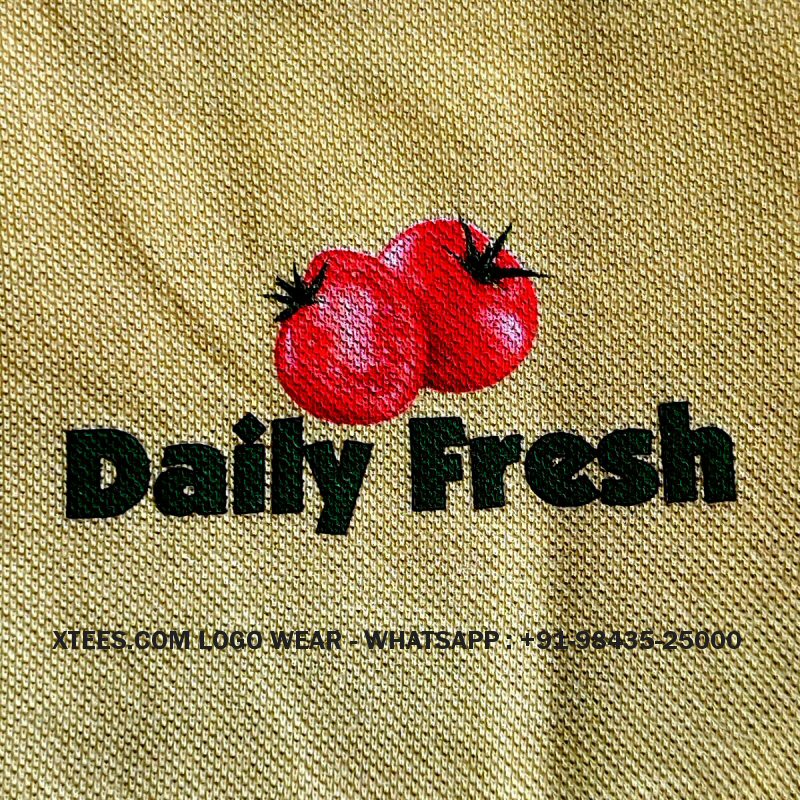 Daily Fresh
XTEES.COM LOGO WEAR - WHATSAPP : +91-98435-25000